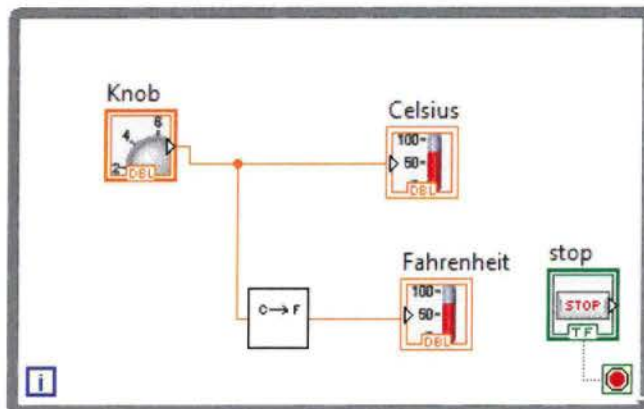 Knob
2 4 6
DBL
Celsius
100-
50-
DBL
C→F
Fahrenheit
100-
50-
DBL
stop
STOP
TF
i